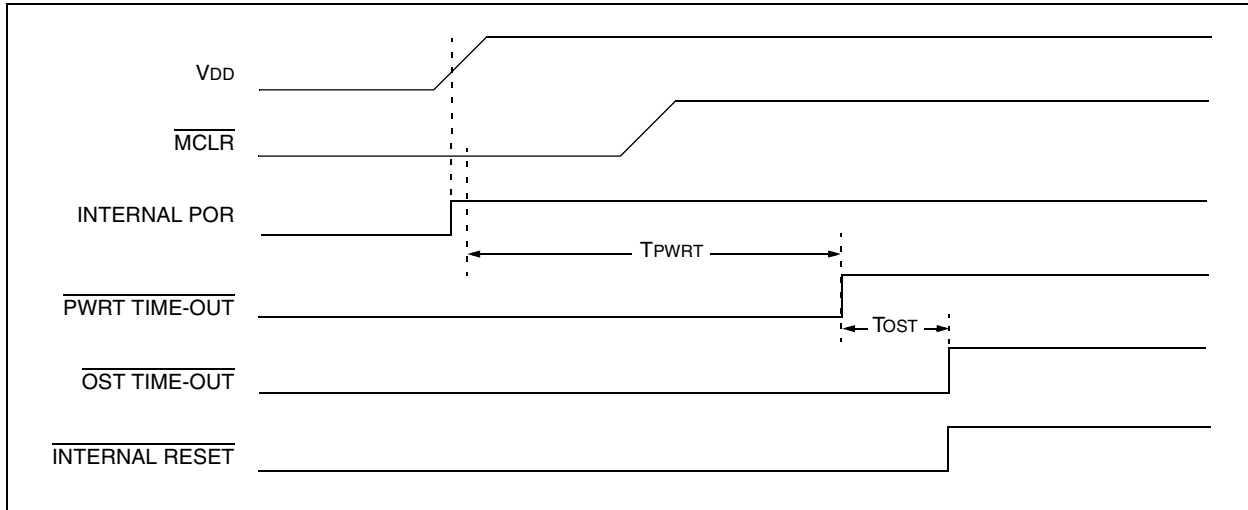 VDD
MCLR
INTERNAL POR
TPWRT
PWRT TIME-OUT
TOST
OST TIME-OUT
INTERNAL RESET